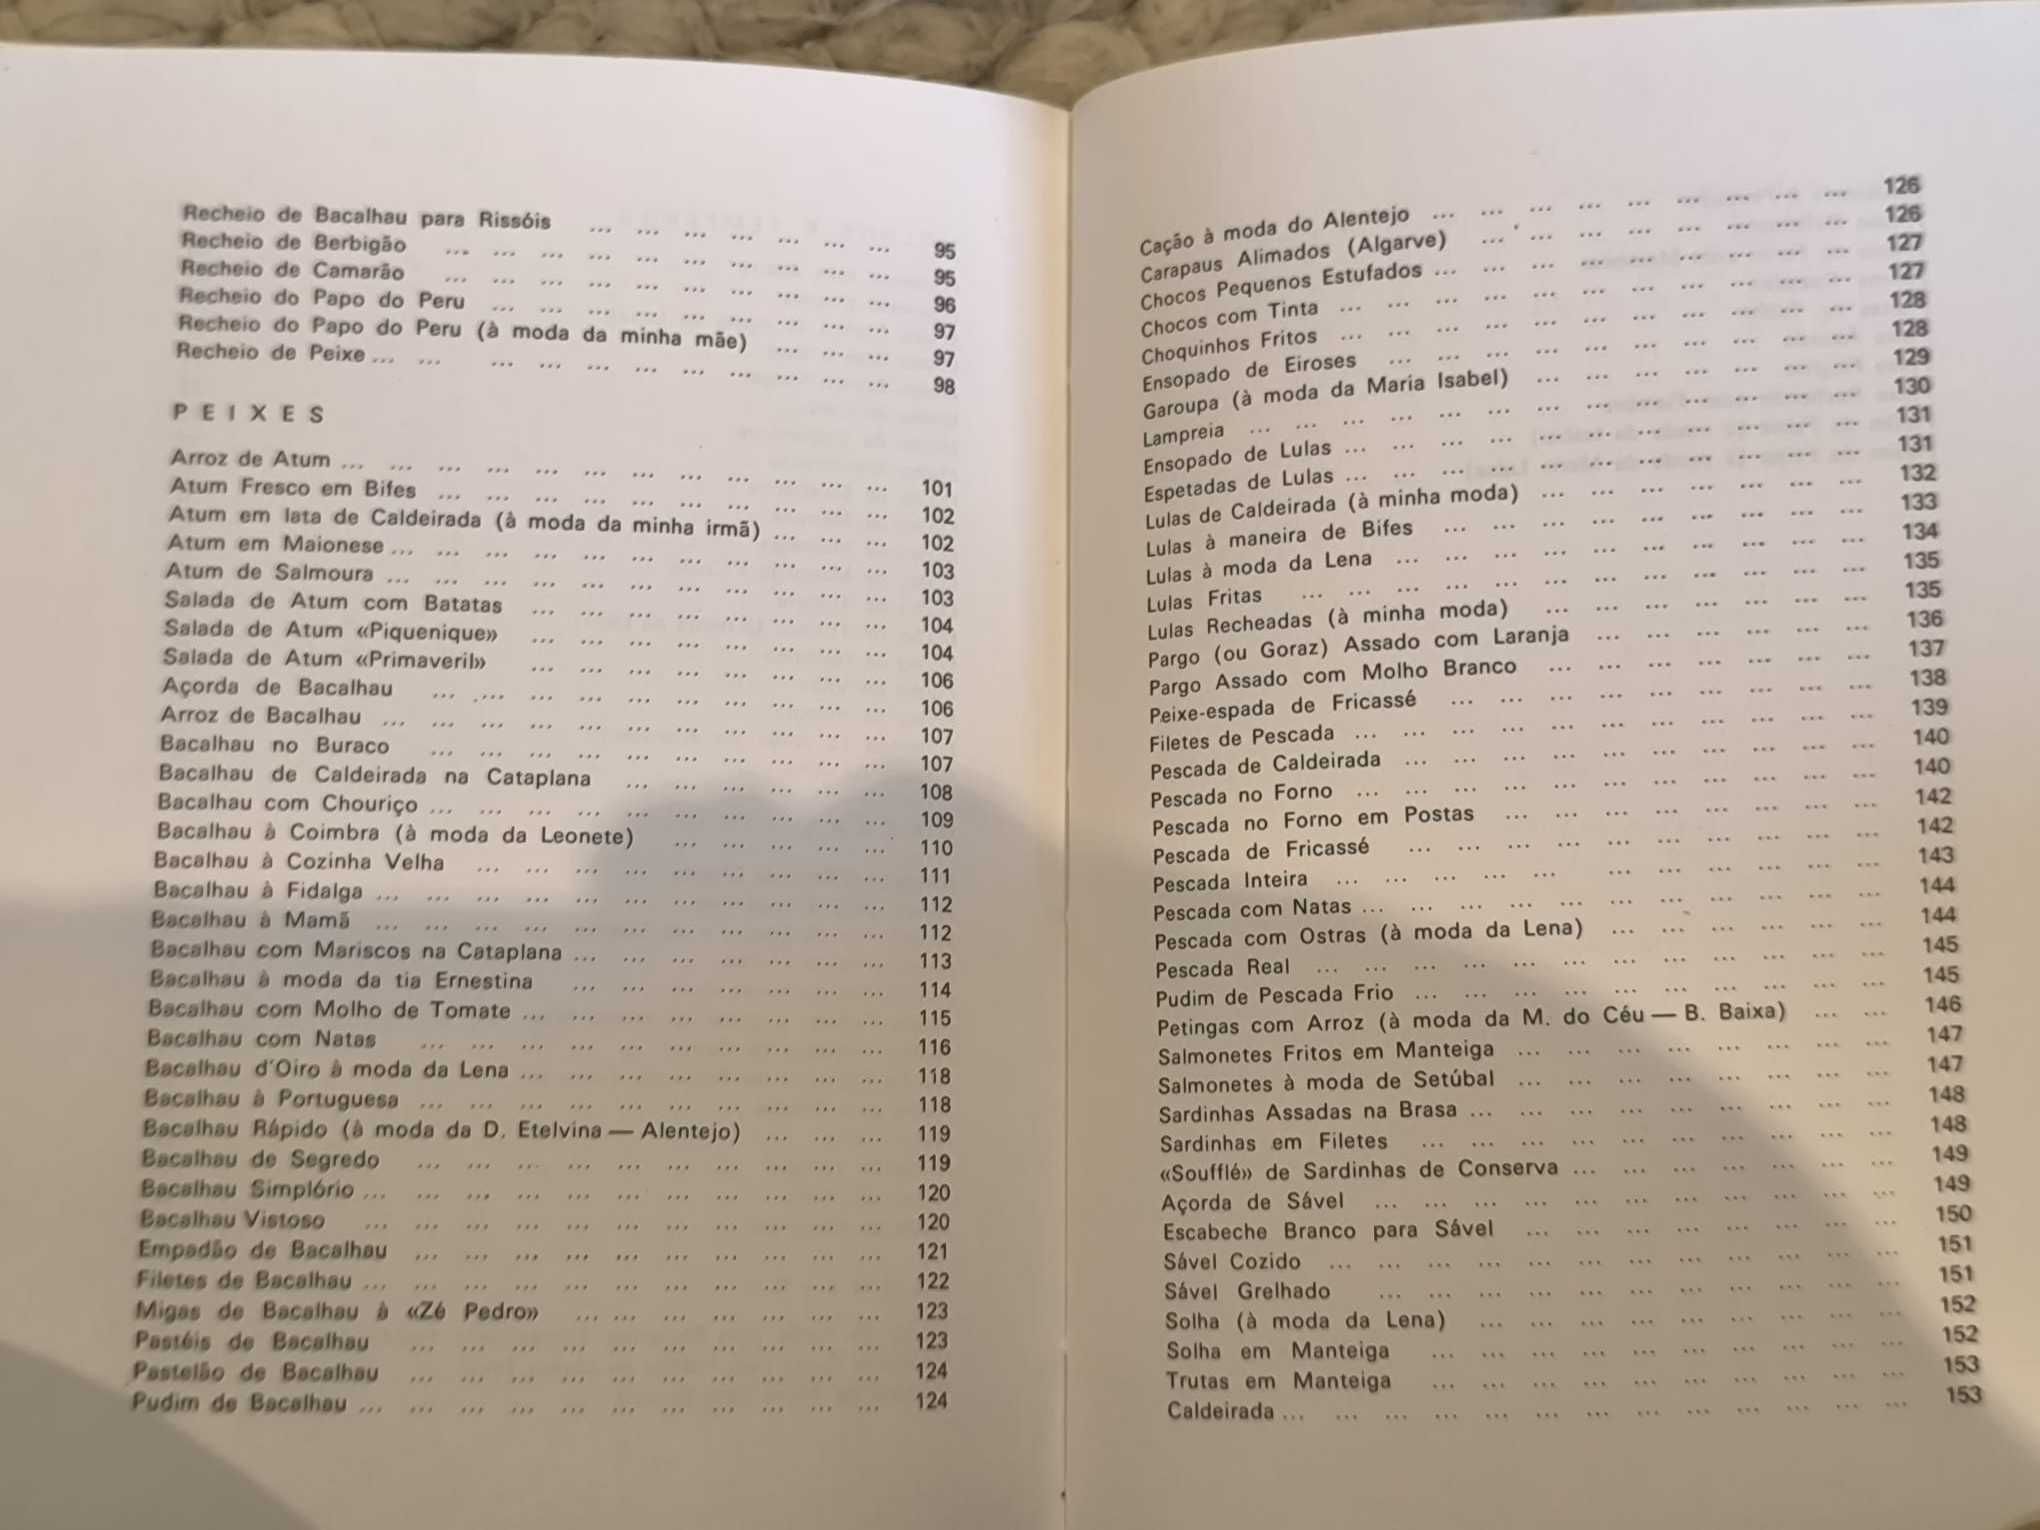 Recheio de Bacalhau para Rissóis ... ... ... ... ... ... ... 95
Recheio de Berbigão ... ... ... ... ... ... ... ... ... ... 95
Recheio de Camarão ... ... ... ... ... ... ... ... ... ... 96
Recheio do Papo do Peru ... ... ... ... ... ... ... ... ... 97
Recheio do Papo do Peru (à moda da minha mãe) ... ... ... 97
Recheio de Peixe ... ... ... ... ... ... ... ... ... ... ... 98
PEIXES
Arroz de Atum ... ... ... ... ... ... ... ... ... ... ... ... 101
Atum Fresco em Bifes ... ... ... ... ... ... ... ... ... ... 102
Atum em lata de Caldeirada (à moda da minha irmã) ... ... ... 102
Atum em Maionese ... ... ... ... ... ... ... ... ... ... ... 103
Atum de Salmoura ... ... ... ... ... ... ... ... ... ... ... 103
Salada de Atum com Batatas ... ... ... ... ... ... ... ... 104
Salada de Atum «Piquenique» ... ... ... ... ... ... ... ... 104
Salada de Atum «Primaveril» ... ... ... ... ... ... ... ... 106
Açorda de Bacalhau ... ... ... ... ... ... ... ... ... ... 106
Arroz de Bacalhau ... ... ... ... ... ... ... ... ... ... ... 107
Bacalhau no Buraco ... ... ... ... ... ... ... ... ... ... 107
Bacalhau de Caldeirada na Cataplana ... ... ... ... ... ... 108
Bacalhau com Chouriço ... ... ... ... ... ... ... ... ... ... 109
Bacalhau à Coimbra (à moda da Leonete) ... ... ... ... ... 110
Bacalhau à Cozinha Velha ... ... ... ... ... ... ... ... ... 111
Bacalhau à Fidalga ... ... ... ... ... ... ... ... ... ... ... 112
Bacalhau à Mamã ... ... ... ... ... ... ... ... ... ... ... 112
Bacalhau com Mariscos na Cataplana ... ... ... ... ... ... ... 113
Bacalhau à moda da tia Ernestina ... ... ... ... ... ... ... 114
Bacalhau com Molho de Tomate ... ... ... ... ... ... ... ... 115
Bacalhau com Natas ... ... ... ... ... ... ... ... ... ... 116
Bacalhau d'Oiro à moda da Lena ... ... ... ... ... ... ... ... 118
Bacalhau à Portuguesa ... ... ... ... ... ... ... ... ... ... 118
Bacalhau Rápido (à moda da D. Etelvina — Alentejo) ... ... ... 119
Bacalhau de Segredo ... ... ... ... ... ... ... ... ... ... 119
Bacalhau Simplório ... ... ... ... ... ... ... ... ... ... ... 120
Bacalhau Vistoso ... ... ... ... ... ... ... ... ... ... ... 120
Empadão de Bacalhau ... ... ... ... ... ... ... ... ... ... 121
Filetes de Bacalhau ... ... ... ... ... ... ... ... ... ... ... 122
Migas de Bacalhau à «Zé Pedro» ... ... ... ... ... ... ... 123
Pastéis de Bacalhau ... ... ... ... ... ... ... ... ... ... 123
Pastelão de Bacalhau ... ... ... ... ... ... ... ... ... ... 124
Pudim de Bacalhau ... ... ... ... ... ... ... ... ... ... ... 124
Cação à moda do Alentejo ... ... ... ... ... ... ... ... ... 126
Carapaus Alimados (Algarve) ... ... ... ... ... ... ... ... 126
Chocos Pequenos Estufados ... ... ... ... ... ... ... ... ... 127
Chocos com Tinta ... ... ... ... ... ... ... ... ... ... ... 127
Choquinhos Fritos ... ... ... ... ... ... ... ... ... ... ... 128
Ensopado de Eiroses ... ... ... ... ... ... ... ... ... ... 128
Garoupa (à moda da Maria Isabel) ... ... ... ... ... ... ... 129
Lampreia ... ... ... ... ... ... ... ... ... ... ... ... ... 130
Ensopado de Lulas ... ... ... ... ... ... ... ... ... ... ... 131
Espetadas de Lulas ... ... ... ... ... ... ... ... ... ... ... 131
Lulas de Caldeirada (à minha moda) ... ... ... ... ... ... ... 132
Lulas à maneira de Bifes ... ... ... ... ... ... ... ... ... 133
Lulas à moda da Lena ... ... ... ... ... ... ... ... ... ... 134
Lulas Fritas ... ... ... ... ... ... ... ... ... ... ... ... 135
Lulas Recheadas (à minha moda) ... ... ... ... ... ... ... 135
Pargo (ou Goraz) Assado com Laranja ... ... ... ... ... ... 136
Pargo Assado com Molho Branco ... ... ... ... ... ... ... 137
Peixe-espada de Fricassé ... ... ... ... ... ... ... ... ... 138
Filetes de Pescada ... ... ... ... ... ... ... ... ... ... ... 139
Pescada de Caldeirada ... ... ... ... ... ... ... ... ... ... 140
Pescada no Forno ... ... ... ... ... ... ... ... ... ... ... 140
Pescada no Forno em Postas ... ... ... ... ... ... ... ... 142
Pescada de Fricassé ... ... ... ... ... ... ... ... ... ... 142
Pescada Inteira ... ... ... ... ... ... ... ... ... ... ... 143
Pescada com Natas ... ... ... ... ... ... ... ... ... ... ... 144
Pescada com Ostras (à moda da Lena) ... ... ... ... ... ... 144
Pescada Real ... ... ... ... ... ... ... ... ... ... ... ... 145
Pudim de Pescada Frio ... ... ... ... ... ... ... ... ... ... 145
Petingas com Arroz (à moda da M. do Céu — B. Baixa) ... ... 146
Salmonetes Fritos em Manteiga ... ... ... ... ... ... ... ... 147
Salmonetes à moda de Setúbal ... ... ... ... ... ... ... ... 147
Sardinhas Assadas na Brasa ... ... ... ... ... ... ... ... ... 148
Sardinhas em Filetes ... ... ... ... ... ... ... ... ... ... 148
«Soufflé» de Sardinhas de Conserva ... ... ... ... ... ... ... 149
Açorda de Sável ... ... ... ... ... ... ... ... ... ... ... 149
Escabeche Branco para Sável ... ... ... ... ... ... ... ... 150
Sável Cozido ... ... ... ... ... ... ... ... ... ... ... ... 151
Sável Grelhado ... ... ... ... ... ... ... ... ... ... ... 151
Solha (à moda da Lena) ... ... ... ... ... ... ... ... ... 152
Solha em Manteiga ... ... ... ... ... ... ... ... ... ... 152
Trutas em Manteiga ... ... ... ... ... ... ... ... ... ... 153
Caldeirada ... ... ... ... ... ... ... ... ... ... ... ... ... 153